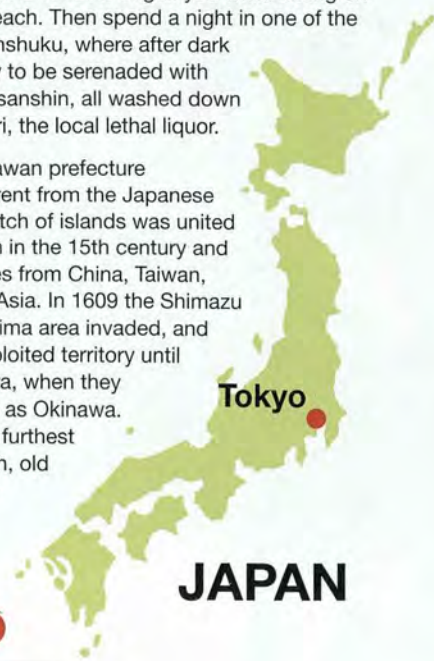 each. Then spend a night in one of the
nshuku, where after dark
to be serenaded with
sanshin, all washed down
ri, the local lethal liquor.
awan prefecture
rent from the Japanese
tch of islands was united
in the 15th century and
es from China, Taiwan,
Asia. In 1609 the Shimazu
ima area invaded, and
ploited territory until
a, when they
as Okinawa.
furthest
n, old
Tokyo
JAPAN